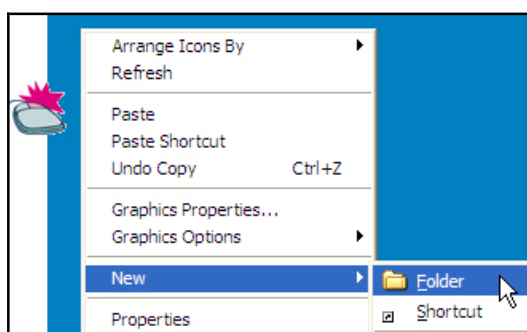 Arrange Icons By
Refresh
Paste
Paste Shortcut
Undo Copy Ctrl+Z
Graphics Properties...
Graphics Options
New
Folder
Shortcut
Properties